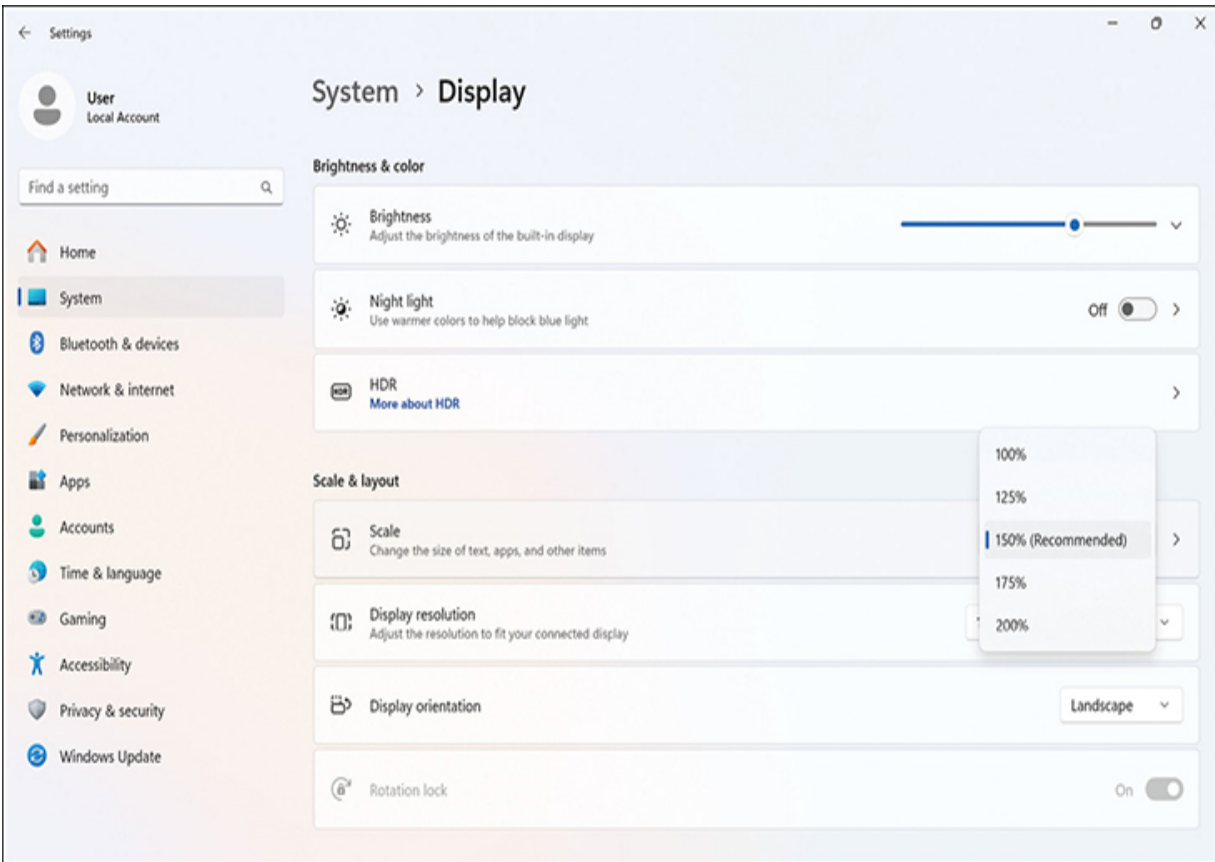 Settings
User
Local Account
Find a setting
Home
System
Bluetooth & devices
Network & internet
Personalization
Apps
Accounts
Time & language
Gaming
Accessibility
Privacy & security
Windows Update
System > Display
Brightness & color
Brightness
Adjust the brightness of the built-in display
Night light
Use warmer colors to help block blue light
Off
HDR
HDR
More about HDR
Scale & layout
Scale
Change the size of text, apps, and other items
100%
125%
150% (Recommended)
175%
200%
Display resolution
Adjust the resolution to fit your connected display
Display orientation
Landscape
Rotation lock
On